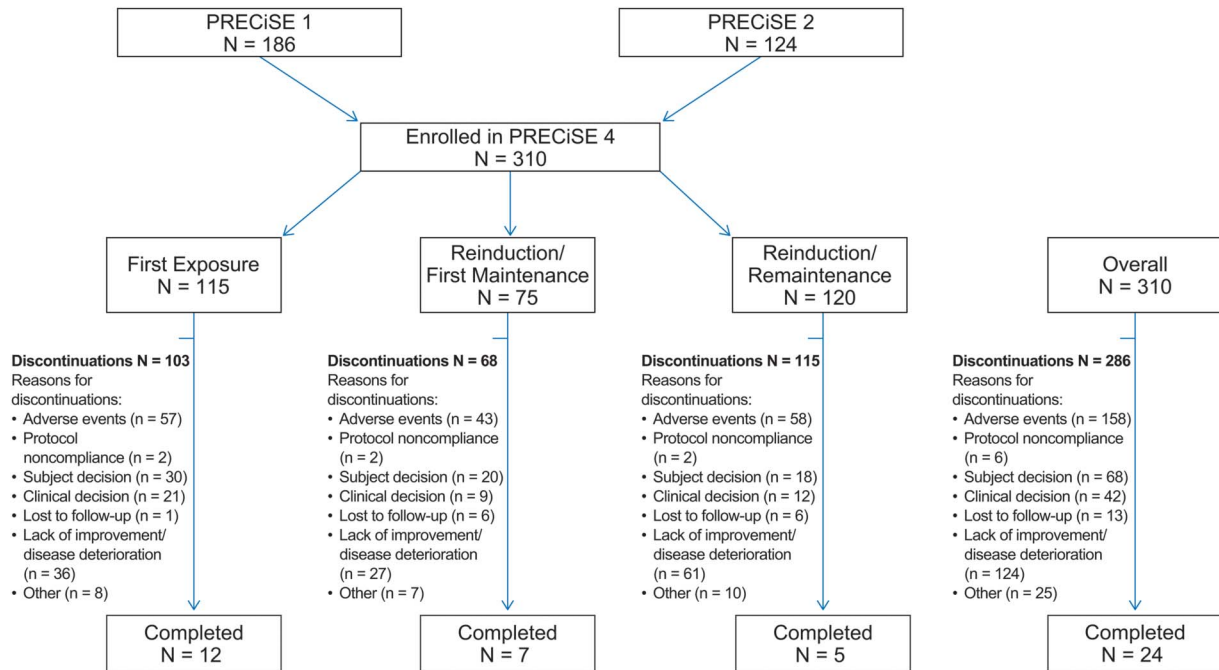 PRECiSE 1
N = 186
PRECiSE 2
N = 124
Enrolled in PRECiSE 4
N = 310
First Exposure
N = 115
Reinduction/
First Maintenance
N = 75
Reinduction/
Remaintenance
N = 120
Overall
N = 310
Discontinuations N = 103
Reasons for
discontinuations:
• Adverse events (n = 57)
• Protocol
noncompliance (n = 2)
• Subject decision (n = 30)
• Clinical decision (n = 21)
• Lost to follow-up (n = 1)
• Lack of improvement/
disease deterioration
(n = 36)
• Other (n = 8)
Discontinuations N = 68
Reasons for
discontinuations:
• Adverse events (n = 43)
• Protocol noncompliance
(n = 2)
• Subject decision (n = 20)
• Clinical decision (n = 9)
• Lost to follow-up (n = 6)
• Lack of improvement/
disease deterioration
(n = 27)
• Other (n = 7)
Discontinuations N = 115
Reasons for
discontinuations:
• Adverse events (n = 58)
• Protocol noncompliance
(n = 2)
• Subject decision (n = 18)
• Clinical decision (n = 12)
• Lost to follow-up (n = 6)
• Lack of improvement/
disease deterioration
(n = 61)
• Other (n = 10)
Discontinuations N = 286
Reasons for
discontinuations:
• Adverse events (n = 158)
• Protocol noncompliance
(n = 6)
• Subject decision (n = 68)
• Clinical decision (n = 42)
• Lost to follow-up (n = 13)
• Lack of improvement/
disease deterioration
(n = 124)
• Other (n = 25)
Completed
N = 12
Completed
N = 7
Completed
N = 5
Completed
N = 24